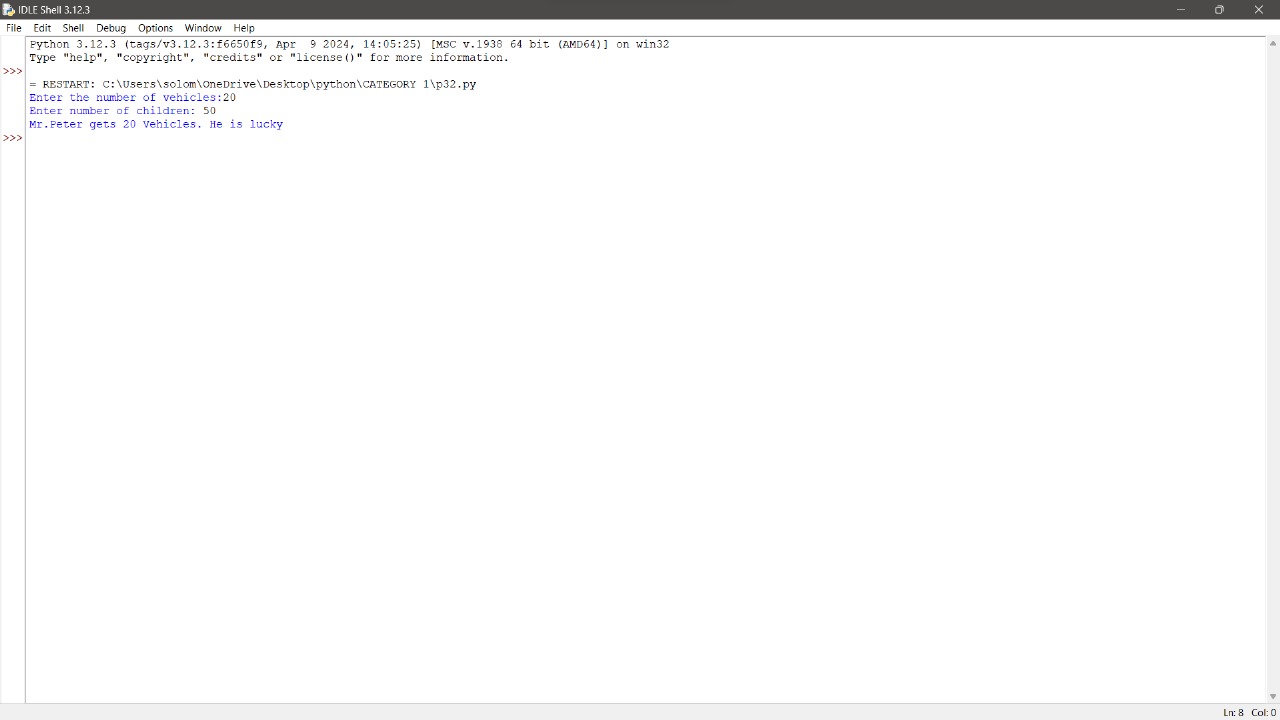 IDLE Shell 3.12.3
File Edit Shell Debug Options Window Help
Python 3.12.3 (tags/v3.12.3:f6650f9, Apr  9 2024, 14:05:25) [MSC v.1938 64 bit (AMD64)] on win32
Type "help", "copyright", "credits" or "license()" for more information.
>>>
= RESTART: C:\Users\solom\OneDrive\Desktop\python\CATEGORY 1\p32.py
Enter the number of vehicles:20
Enter number of children: 50
Mr.Peter gets 20 Vehicles. He is lucky
>>>
Ln: 8 Col: 0